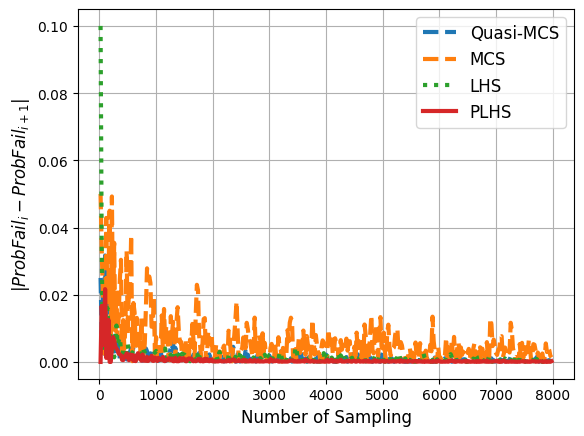 0.10
0.08
0.06
0.04
0.02
0.00
|ProbFail_i − ProbFail_{i+1}|
Quasi-MCS
MCS
LHS
PLHS
0 1000 2000 3000 4000 5000 6000 7000 8000
Number of Sampling